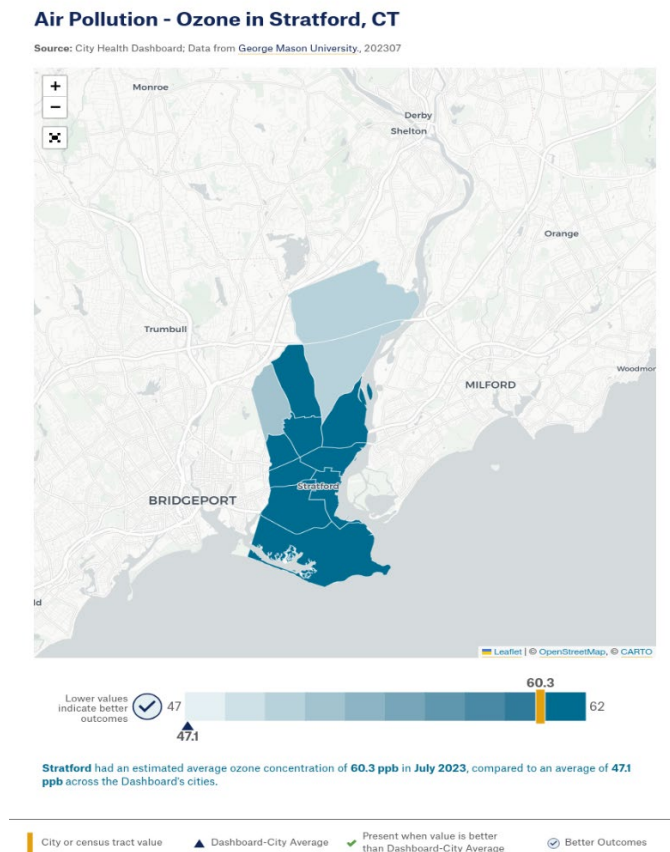 Air Pollution - Ozone in Stratford, CT
Source: City Health Dashboard; Data from George Mason University., 202307
+
−
Monroe
Derby
Shelton
Orange
Trumbull
Woodmor
MILFORD
Stratford
BRIDGEPORT
ld
Leaflet | © OpenStreetMap, © CARTO
60.3
Lower values
indicate better
outcomes
47
62
47.1
Stratford had an estimated average ozone concentration of 60.3 ppb in July 2023, compared to an average of 47.1
ppb across the Dashboard's cities.
City or census tract value
Dashboard-City Average
Present when value is better
than Dashboard-City Average
Better Outcomes